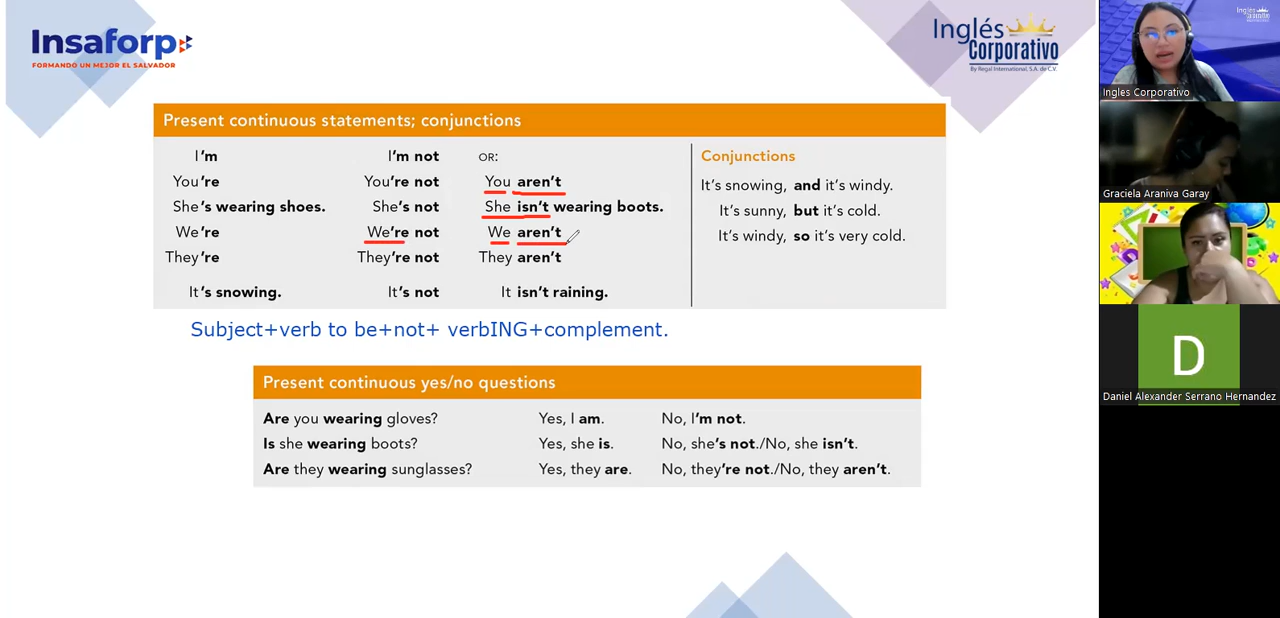 Insaforp
FORMANDO UN MEJOR EL SALVADOR
Inglés
Corporativo
By Regal International, S.A. de C.V.
Present continuous statements; conjunctions
I'm I'm not OR: Conjunctions
You're You're not You aren't It's snowing, and it's windy.
She's wearing shoes. She's not She isn't wearing boots. It's sunny, but it's cold.
We're We're not We aren't It's windy, so it's very cold.
They're They're not They aren't
It's snowing. It's not It isn't raining.
Subject+verb to be+not+ verbING+complement.
Present continuous yes/no questions
Are you wearing gloves? Yes, I am. No, I'm not.
Is she wearing boots? Yes, she is. No, she's not./No, she isn't.
Are they wearing sunglasses? Yes, they are. No, they're not./No, they aren't.
Inglés
Ingles Corporativo
Graciela Araniva Garay
D
Daniel Alexander Serrano Hernandez